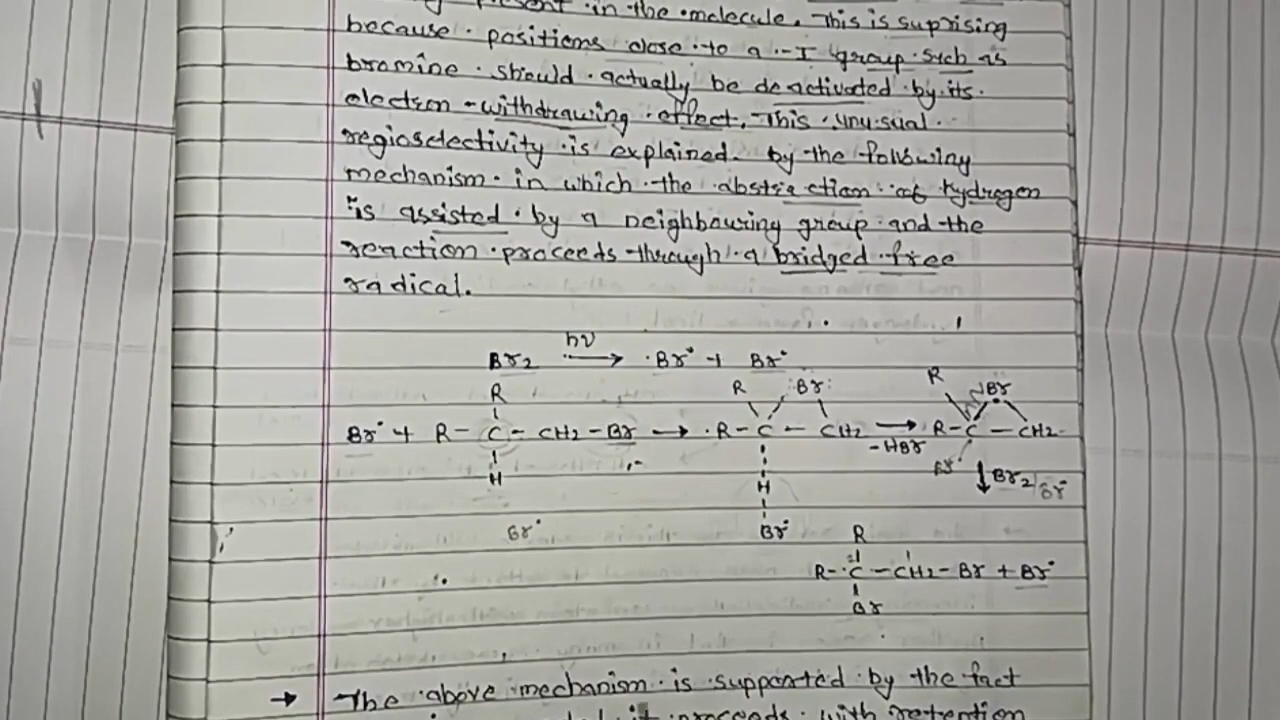 present in the molecule. This is suprising
because positions close to a -I group such as
bromine should actually be deactivated by its
electron-withdrawing effect. This unusual
regioselectivity is explained by the following
mechanism in which the abstraction of hydrogen
is assisted by a neighbouring group and the
reaction proceeds through a bridged free
radical.
hν
Br2 → Br• + Br•
R R Br R Br
Br• + R-C-CH2-Br → R-C-CH2 → R-C-CH2
-HBr
H H Br• Br2/Br•
Br• Br• R
R-C-CH2-Br + Br•
Br
→ The above mechanism is supported by the fact
it proceeds with retention